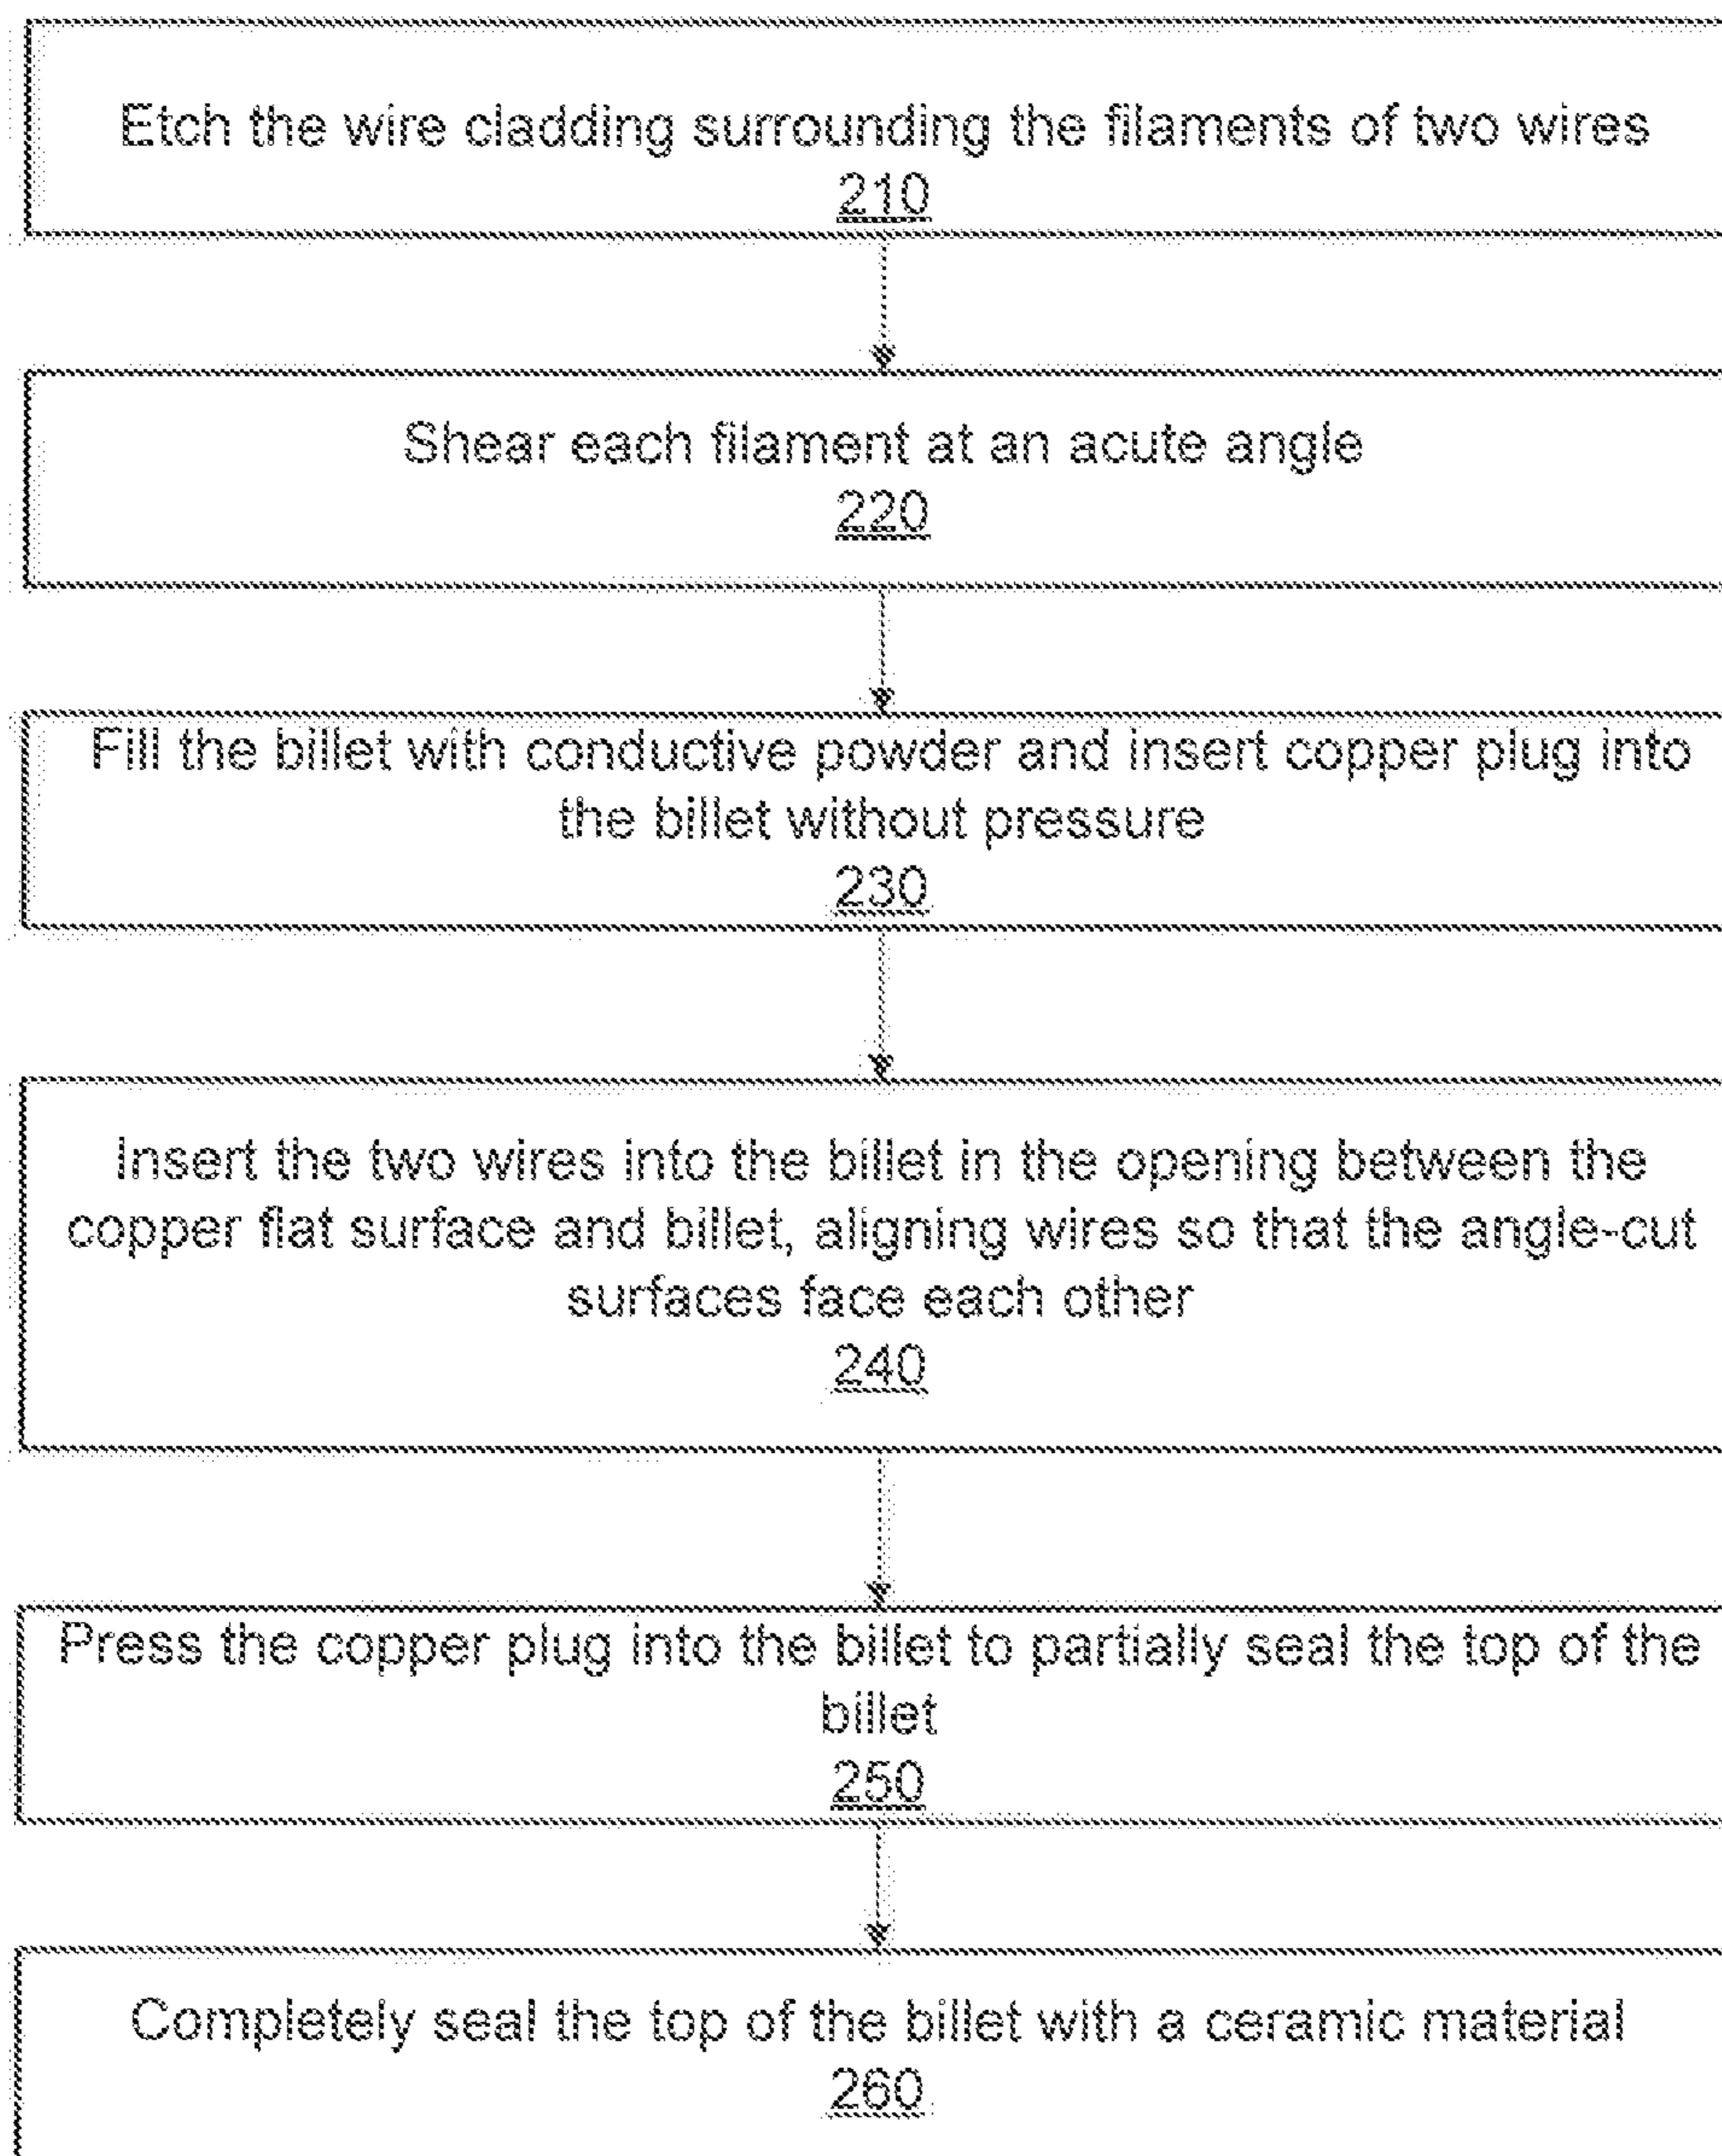 Etch the wire cladding surrounding the filaments of two wires
210
Shear each filament at an acute angle
220
Fill the billet with conductive powder and insert copper plug into
the billet without pressure
230
Insert the two wires into the billet in the opening between the
copper flat surface and billet, aligning wires so that the angle-cut
surfaces face each other
240
Press the copper plug into the billet to partially seal the top of the
billet
250
Completely seal the top of the billet with a ceramic material
260